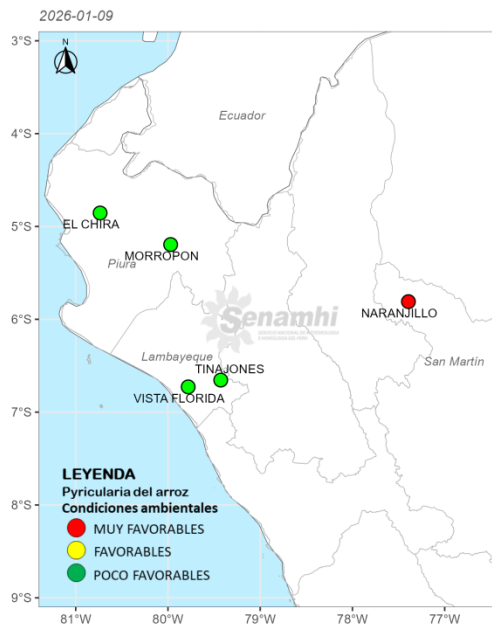 2026-01-09
N
3°S
4°S
5°S
6°S
7°S
8°S
9°S
Ecuador
EL CHIRA
MORROPON
Piura
NARANJILLO
Senamhi
Lambayeque
San Martín
TINAJONES
VISTA FLORIDA
LEYENDA
Pyricularia del arroz
Condiciones ambientales
MUY FAVORABLES
FAVORABLES
POCO FAVORABLES
81°W
80°W
79°W
78°W
77°W